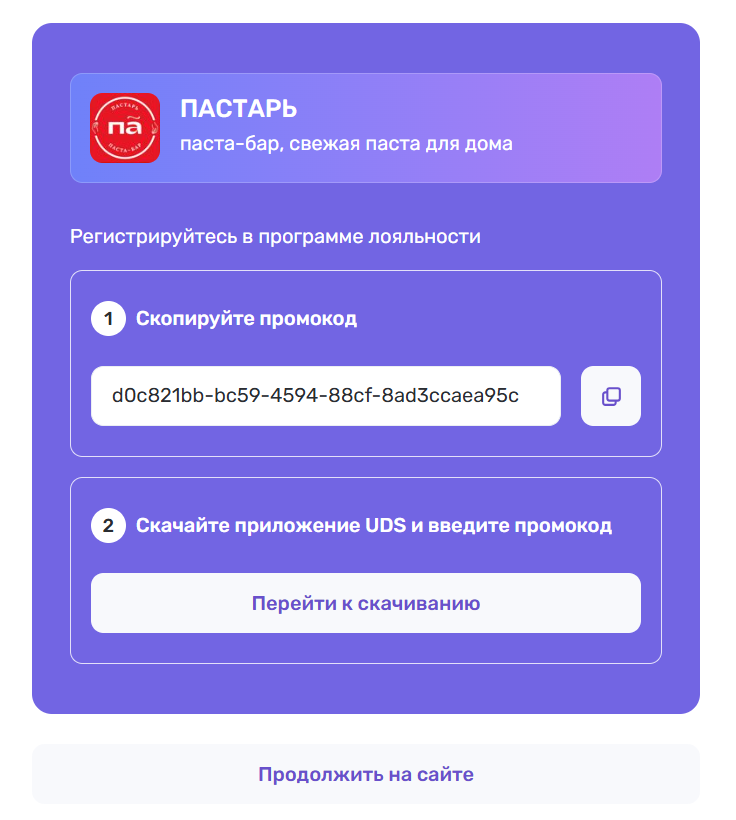 ПАСТАРЬ
па
ПАСТА-БАР
ПАСТАРЬ
паста-бар, свежая паста для дома
Регистрируйтесь в программе лояльности
1 Скопируйте промокод
d0c821bb-bc59-4594-88cf-8ad3ccaea95c
2 Скачайте приложение UDS и введите промокод
Перейти к скачиванию
Продолжить на сайте